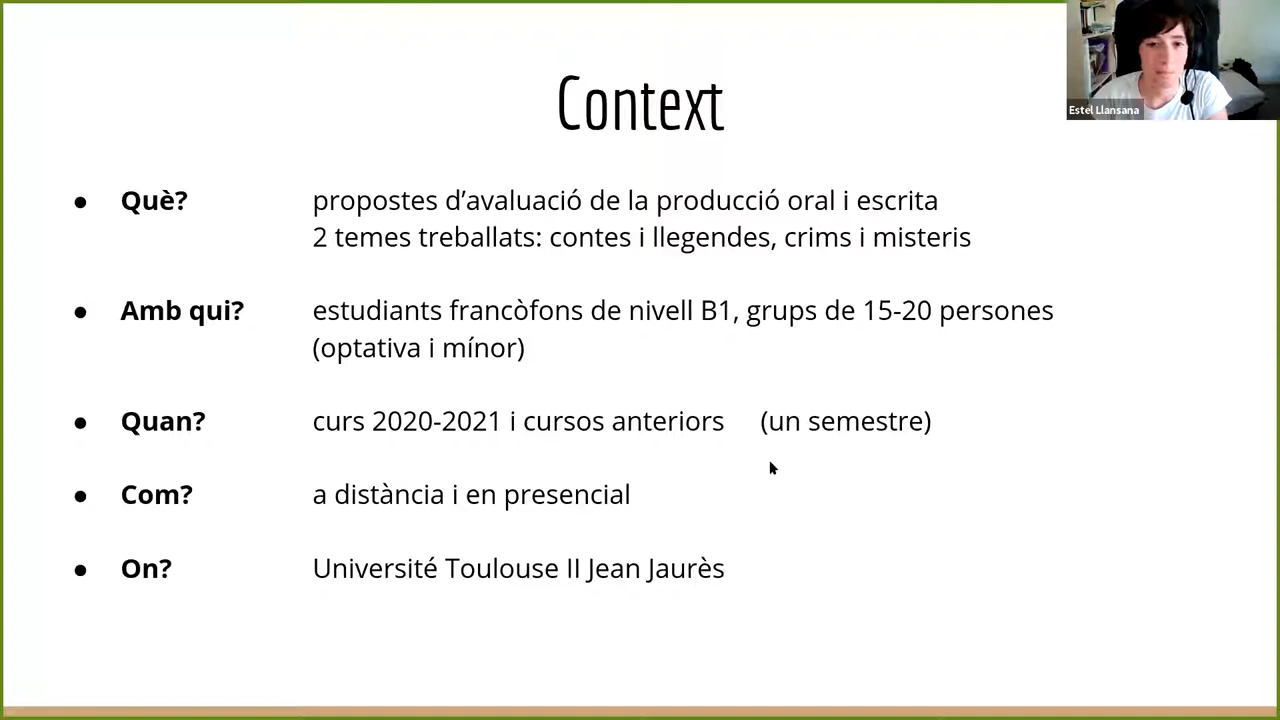 Context
Estel Llansana
● Què? propostes d’avaluació de la producció oral i escrita
2 temes treballats: contes i llegendes, crims i misteris
● Amb qui? estudiants francòfons de nivell B1, grups de 15-20 persones
(optativa i mínor)
● Quan? curs 2020-2021 i cursos anteriors (un semestre)
● Com? a distància i en presencial
● On? Université Toulouse II Jean Jaurès